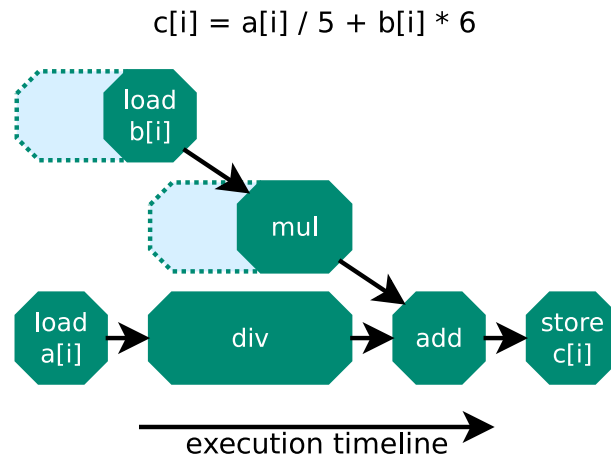 c[i] = a[i] / 5 + b[i] * 6
load
b[i]
mul
load
a[i]
div
add
store
c[i]
execution timeline